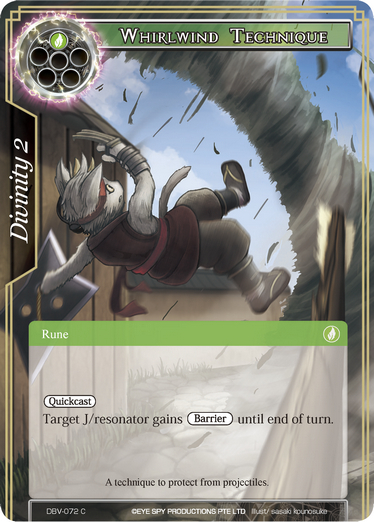 Whirlwind Technique
Divinity 2
Rune
Quickcast
Target J/resonator gains Barrier until end of turn.
A technique to protect from projectiles.
DBV-072 C ©EYE SPY PRODUCTIONS PTE LTD Illust/ sasaki kounosuke